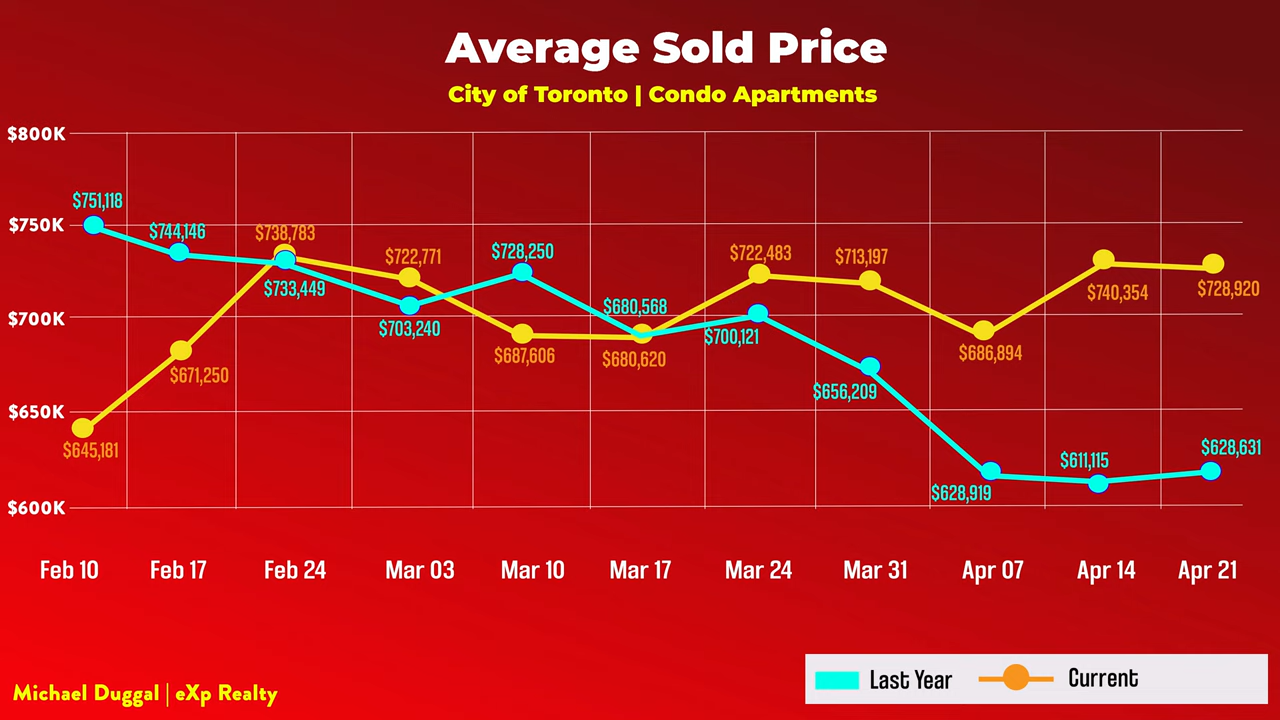 Average Sold Price
City of Toronto | Condo Apartments
$800K
$750K
$700K
$650K
$600K
$751,118
$744,146
$738,783
$733,449
$722,771
$703,240
$728,250
$687,606
$680,568
$680,620
$722,483
$700,121
$713,197
$656,209
$686,894
$628,919
$740,354
$611,115
$728,920
$628,631
$645,181
$671,250
Feb 10 Feb 17 Feb 24 Mar 03 Mar 10 Mar 17 Mar 24 Mar 31 Apr 07 Apr 14 Apr 21
Last Year Current
Michael Duggal | eXp Realty